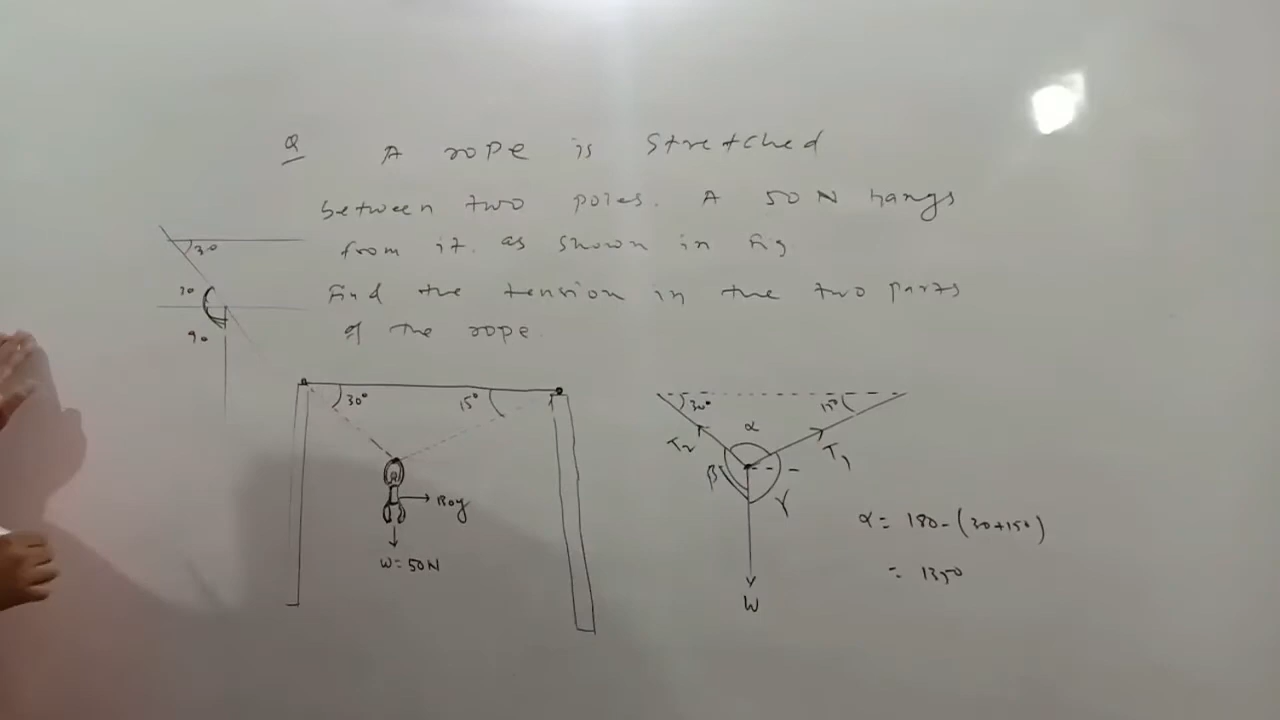 Q A rope is stretched
between two poles. A 50 N hangs
from it. as shown in Fig
Find the tension in the two parts
of the rope.
30
30
90
30° 15°
Boy
W = 50N
30° 15°
α
T2 T1
β
γ
W
α = 180 - (30+15°)
= 135°